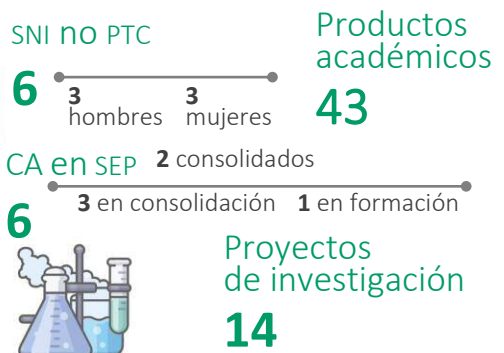 SNI no PTC
6
3 3
hombres mujeres
Productos
académicos
43
CA en SEP 2 consolidados
6
3 en consolidación 1 en formación
Proyectos
de investigación
14